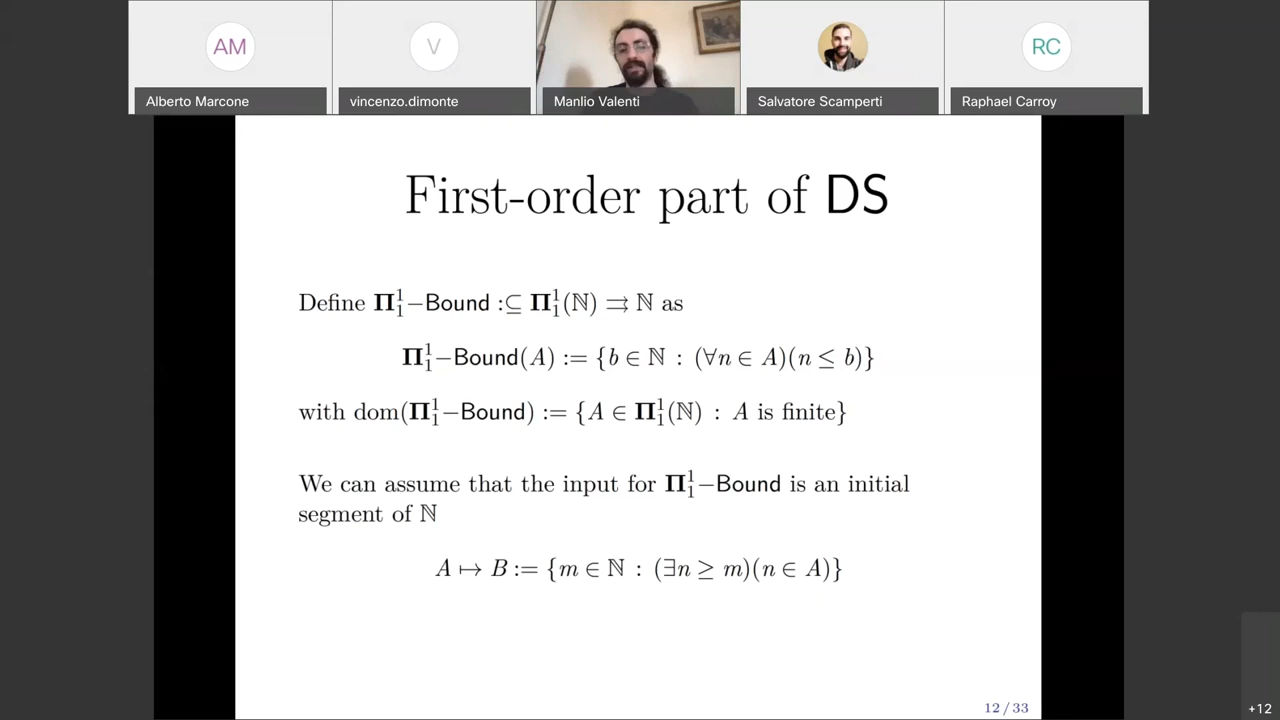 AM
V
RC
Alberto Marcone
vincenzo.dimonte
Manlio Valenti
Salvatore Scamperti
Raphael Carroy
First-order part of DS
Define 𝚷¹₁−Bound :⊆ 𝚷¹₁(ℕ) ⇉ ℕ as
𝚷¹₁−Bound(A) := {b ∈ ℕ : (∀n ∈ A)(n ≤ b)}
with dom(𝚷¹₁−Bound) := {A ∈ 𝚷¹₁(ℕ) : A is finite}
We can assume that the input for 𝚷¹₁−Bound is an initial
segment of ℕ
A ↦ B := {m ∈ ℕ : (∃n ≥ m)(n ∈ A)}
12 / 33
+12